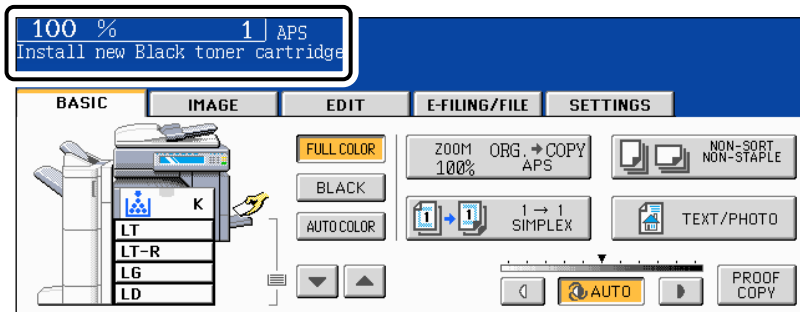 100 % 1 APS
Install new Black toner cartridge
BASIC IMAGE EDIT E-FILING/FILE SETTINGS
FULL COLOR
BLACK
AUTO COLOR
ZOOM ORG. → COPY
100% APS
NON-SORT
NON-STAPLE
1 1
1 → 1
SIMPLEX
TEXT/PHOTO
K
LT
LT-R
LG
LD
AUTO
PROOF
COPY